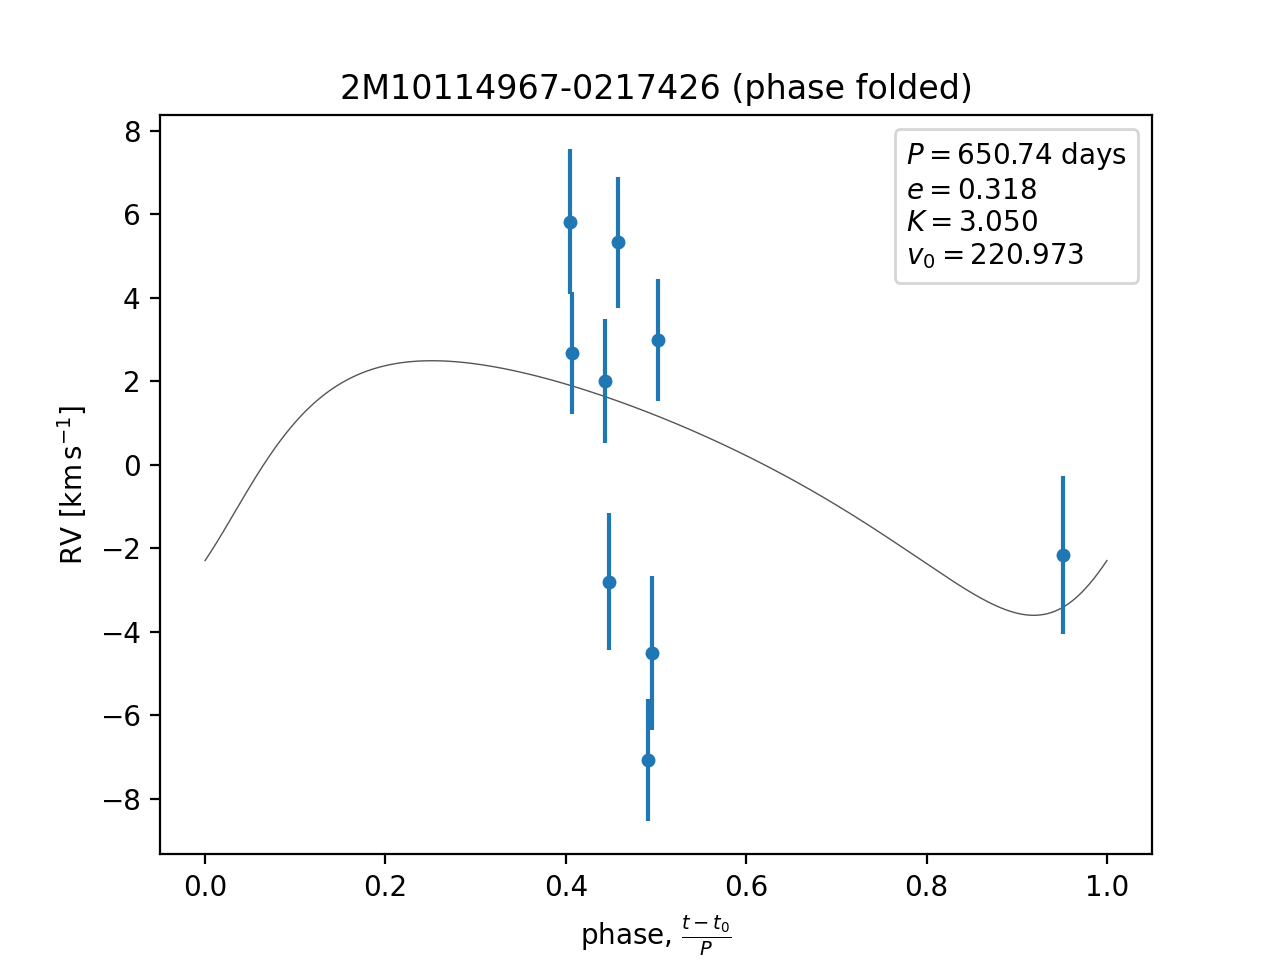 2M10114967-0217426 (phase folded)
P = 650.74 days
e = 0.318
K = 3.050
v₀ = 220.973
8
6
4
2
0
−2
−4
−6
−8
RV [km s⁻¹]
0.0 0.2 0.4 0.6 0.8 1.0
phase, (t − t₀)/P